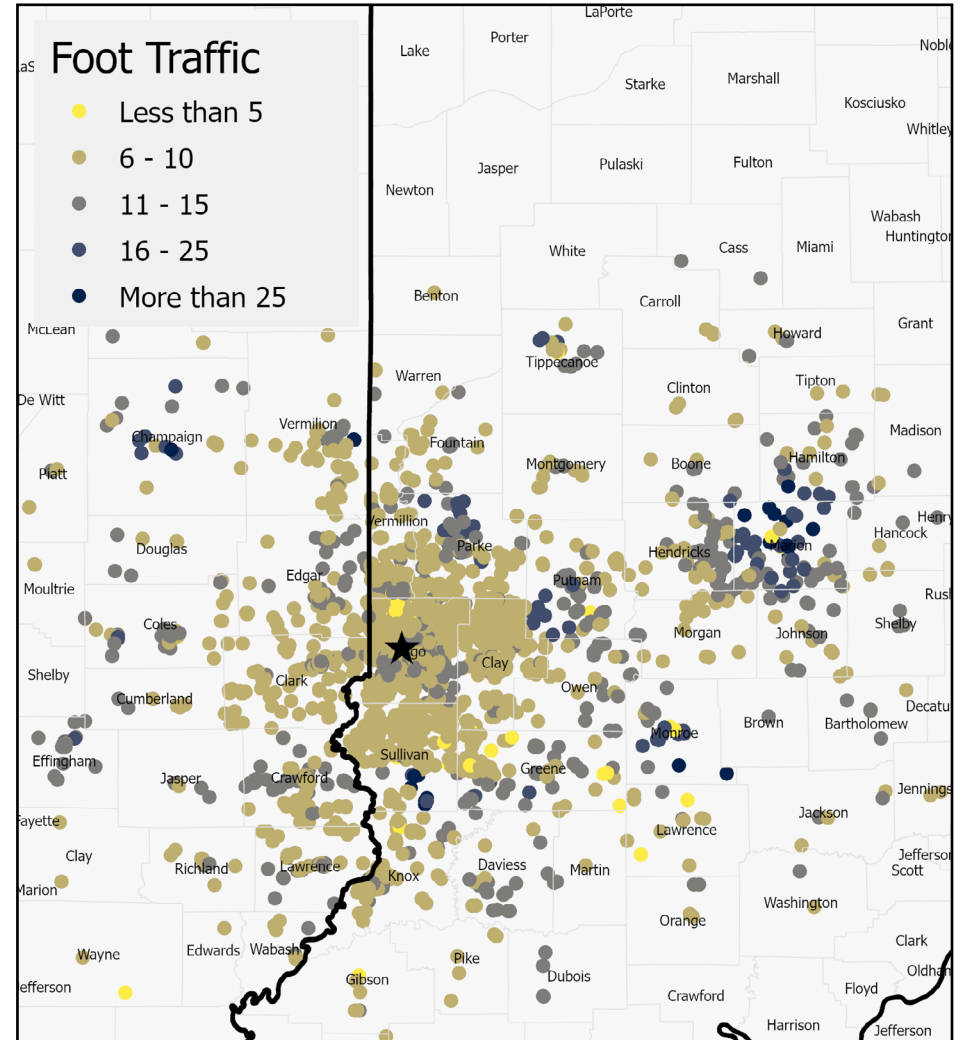 LaPorte
Porter
Lake
Foot Traffic
Less than 5
6 - 10
11 - 15
16 - 25
More than 25
Starke
Marshall
Kosciusko
Jasper
Pulaski
Fulton
Newton
Wabash
Huntington
White
Cass
Miami
Benton
Carroll
McLean
Howard
Grant
Tippecanoe
Warren
Clinton
Tipton
De Witt
Champaign
Vermilion
Fountain
Madison
Piatt
Montgomery
Boone
Hamilton
Vermillion
Henry
Hancock
Douglas
Parke
Hendricks
Marion
Edgar
Putnam
Moultrie
Coles
Morgan
Johnson
Shelby
Clay
Shelby
Clark
Owen
Cumberland
Brown
Bartholomew
Monroe
Effingham
Sullivan
Greene
Jasper
Crawford
Jennings
Fayette
Lawrence
Jackson
Clay
Richland
Lawrence
Knox
Daviess
Martin
Jefferson
Scott
Marion
Washington
Orange
Wayne
Edwards
Wabash
Pike
Clark
Gibson
Dubois
Crawford
Floyd
Harrison
Jefferson